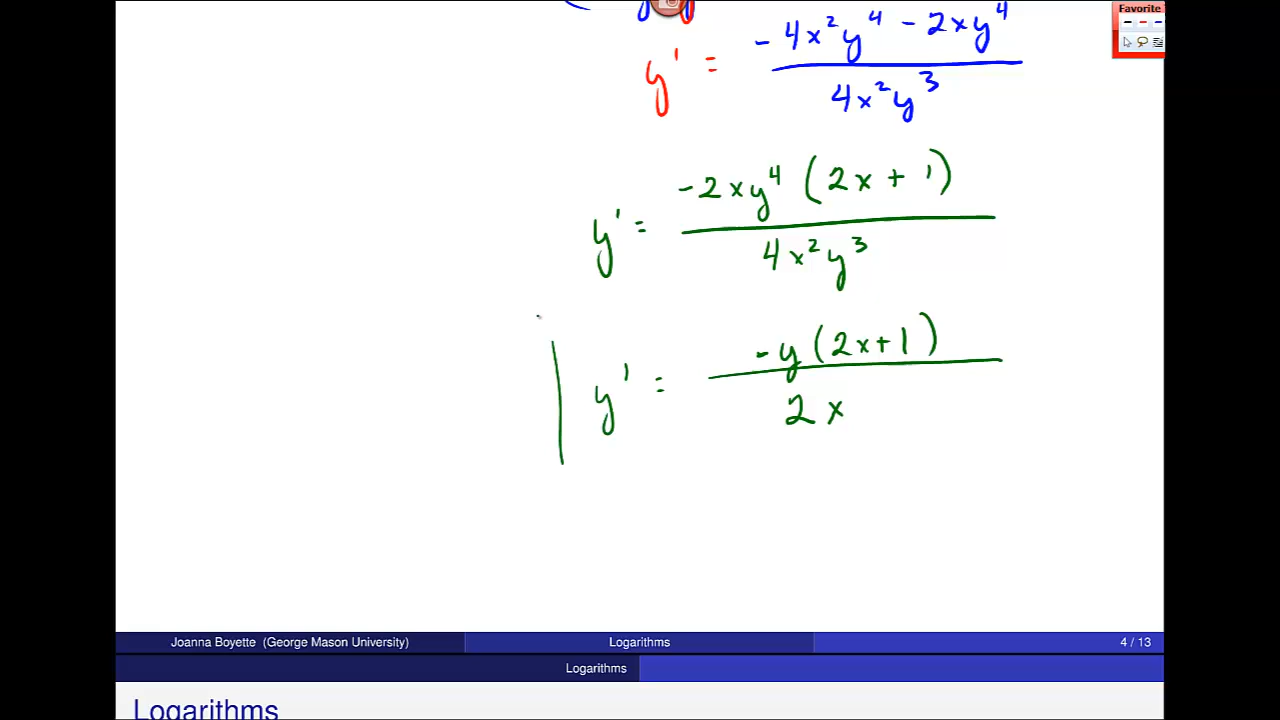 Favorite
y' = (-4x²y⁴ - 2xy⁴) / (4x²y³)
y' = (-2xy⁴ (2x + 1)) / (4x²y³)
y' = (-y(2x+1)) / (2x)
Joanna Boyette (George Mason University) Logarithms 4 / 13
Logarithms
Logarithms